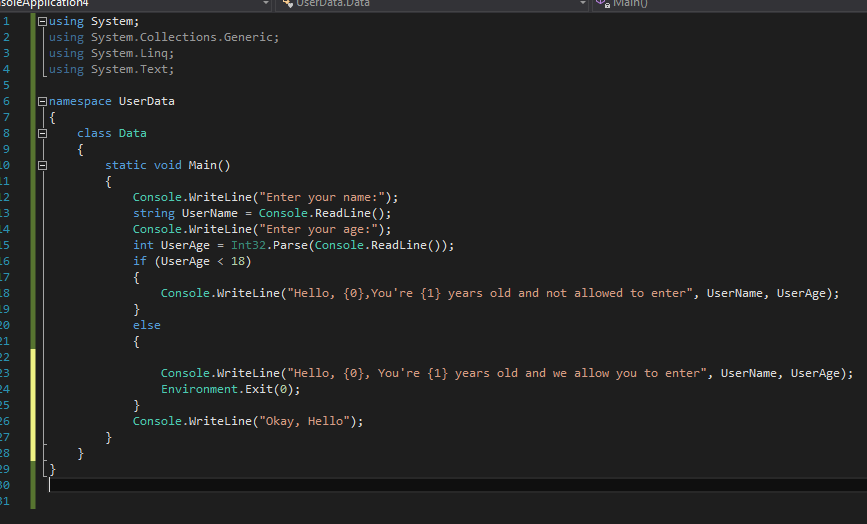 soleApplication4 UserData.Data Main()
1 using System;
2 using System.Collections.Generic;
3 using System.Linq;
4 using System.Text;
5
6 namespace UserData
7 {
8 class Data
9 {
10 static void Main()
11 {
12 Console.WriteLine("Enter your name:");
13 string UserName = Console.ReadLine();
14 Console.WriteLine("Enter your age:");
15 int UserAge = Int32.Parse(Console.ReadLine());
16 if (UserAge < 18)
17 {
18 Console.WriteLine("Hello, {0},You're {1} years old and not allowed to enter", UserName, UserAge);
19 }
20 else
21 {
22
23 Console.WriteLine("Hello, {0}, You're {1} years old and we allow you to enter", UserName, UserAge);
24 Environment.Exit(0);
25 }
26 Console.WriteLine("Okay, Hello");
27 }
28 }
29 }
30
31